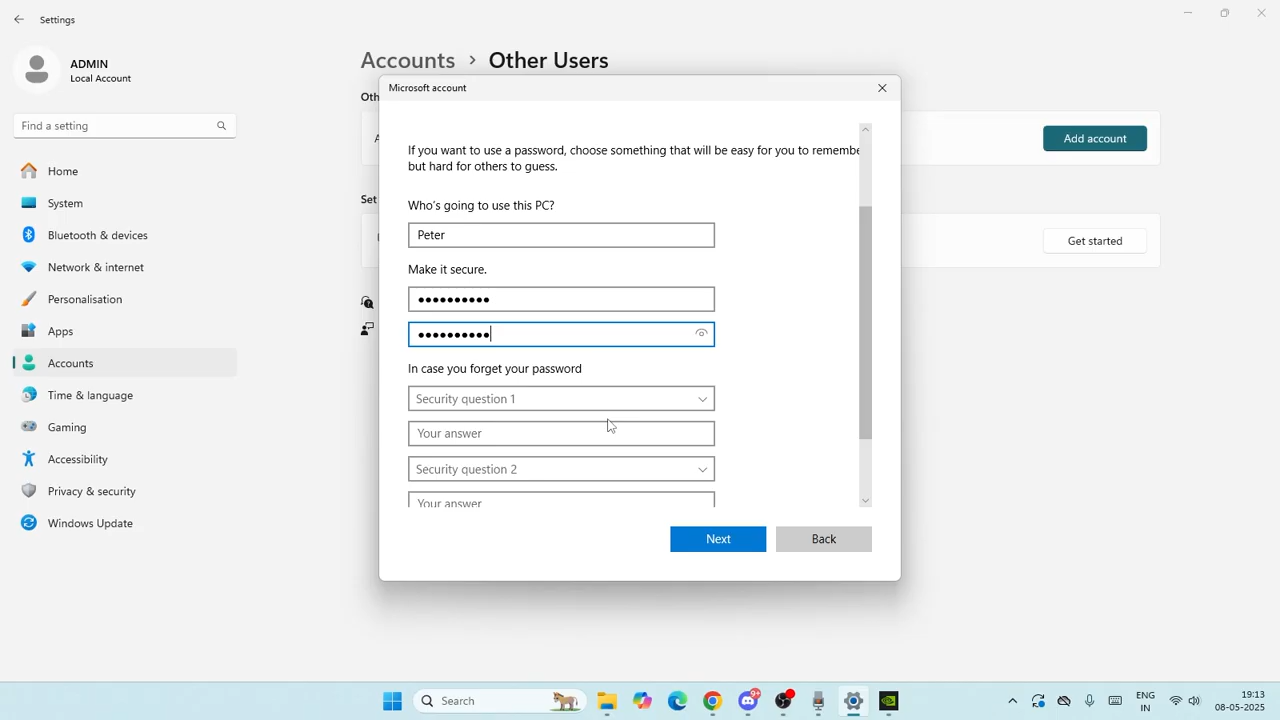 Settings
ADMIN
Local Account
Find a setting
Home
System
Bluetooth & devices
Network & internet
Personalisation
Apps
Accounts
Time & language
Gaming
Accessibility
Privacy & security
Windows Update
Accounts > Other Users
Oth
A
Add account
Set
Get started
Microsoft account
If you want to use a password, choose something that will be easy for you to remembe
but hard for others to guess.
Who's going to use this PC?
Peter
Make it secure.
••••••••••
••••••••••
In case you forget your password
Security question 1
Your answer
Security question 2
Your answer
Next
Back
Search
9+
ENG
IN
19:13
08-05-2025